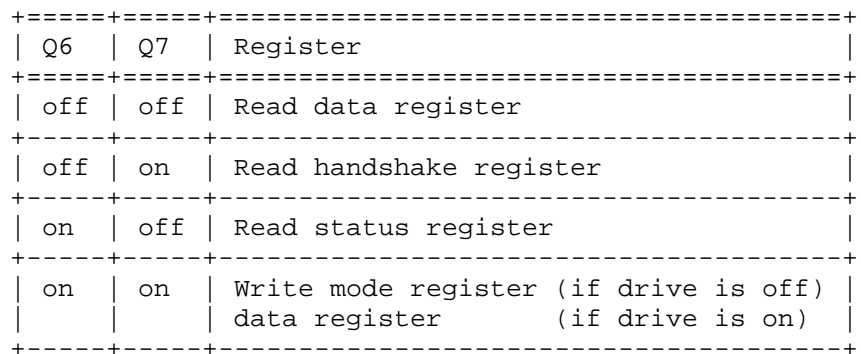 +=====+=====+=======================================+
| Q6  | Q7  | Register                              |
+=====+=====+=======================================+
| off | off | Read data register                    |
+-----+-----+---------------------------------------+
| off | on  | Read handshake register               |
+-----+-----+---------------------------------------+
| on  | off | Read status register                  |
+-----+-----+---------------------------------------+
| on  | on  | Write mode register (if drive is off) |
|     |     | data register       (if drive is on)  |
+-----+-----+---------------------------------------+